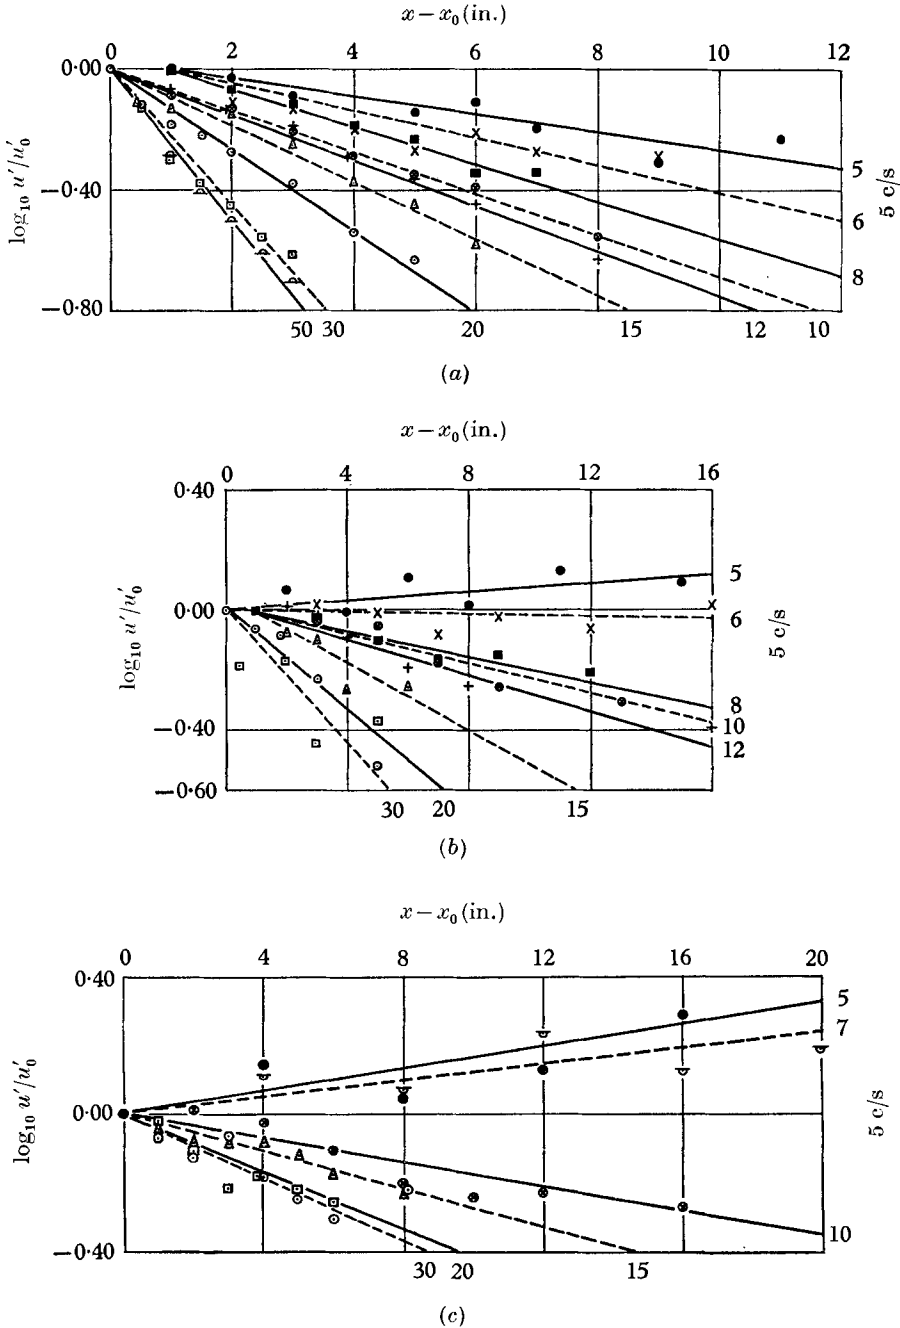 x − x₀ (in.)
0 2 4 6 8 10 12
0·00
−0·40
−0·80
log₁₀ u′/u′₀
5
6
8
5 c/s
50 30 20 15 12 10
(a)
x − x₀ (in.)
0 4 8 12 16
0·40
0·00
−0·40
−0·60
log₁₀ u′/u′₀
5
6
8
10
12
5 c/s
30 20 15
(b)
x − x₀ (in.)
0 4 8 12 16 20
0·40
0·00
−0·40
log₁₀ u′/u′₀
5
7
10
5 c/s
30 20 15
(c)